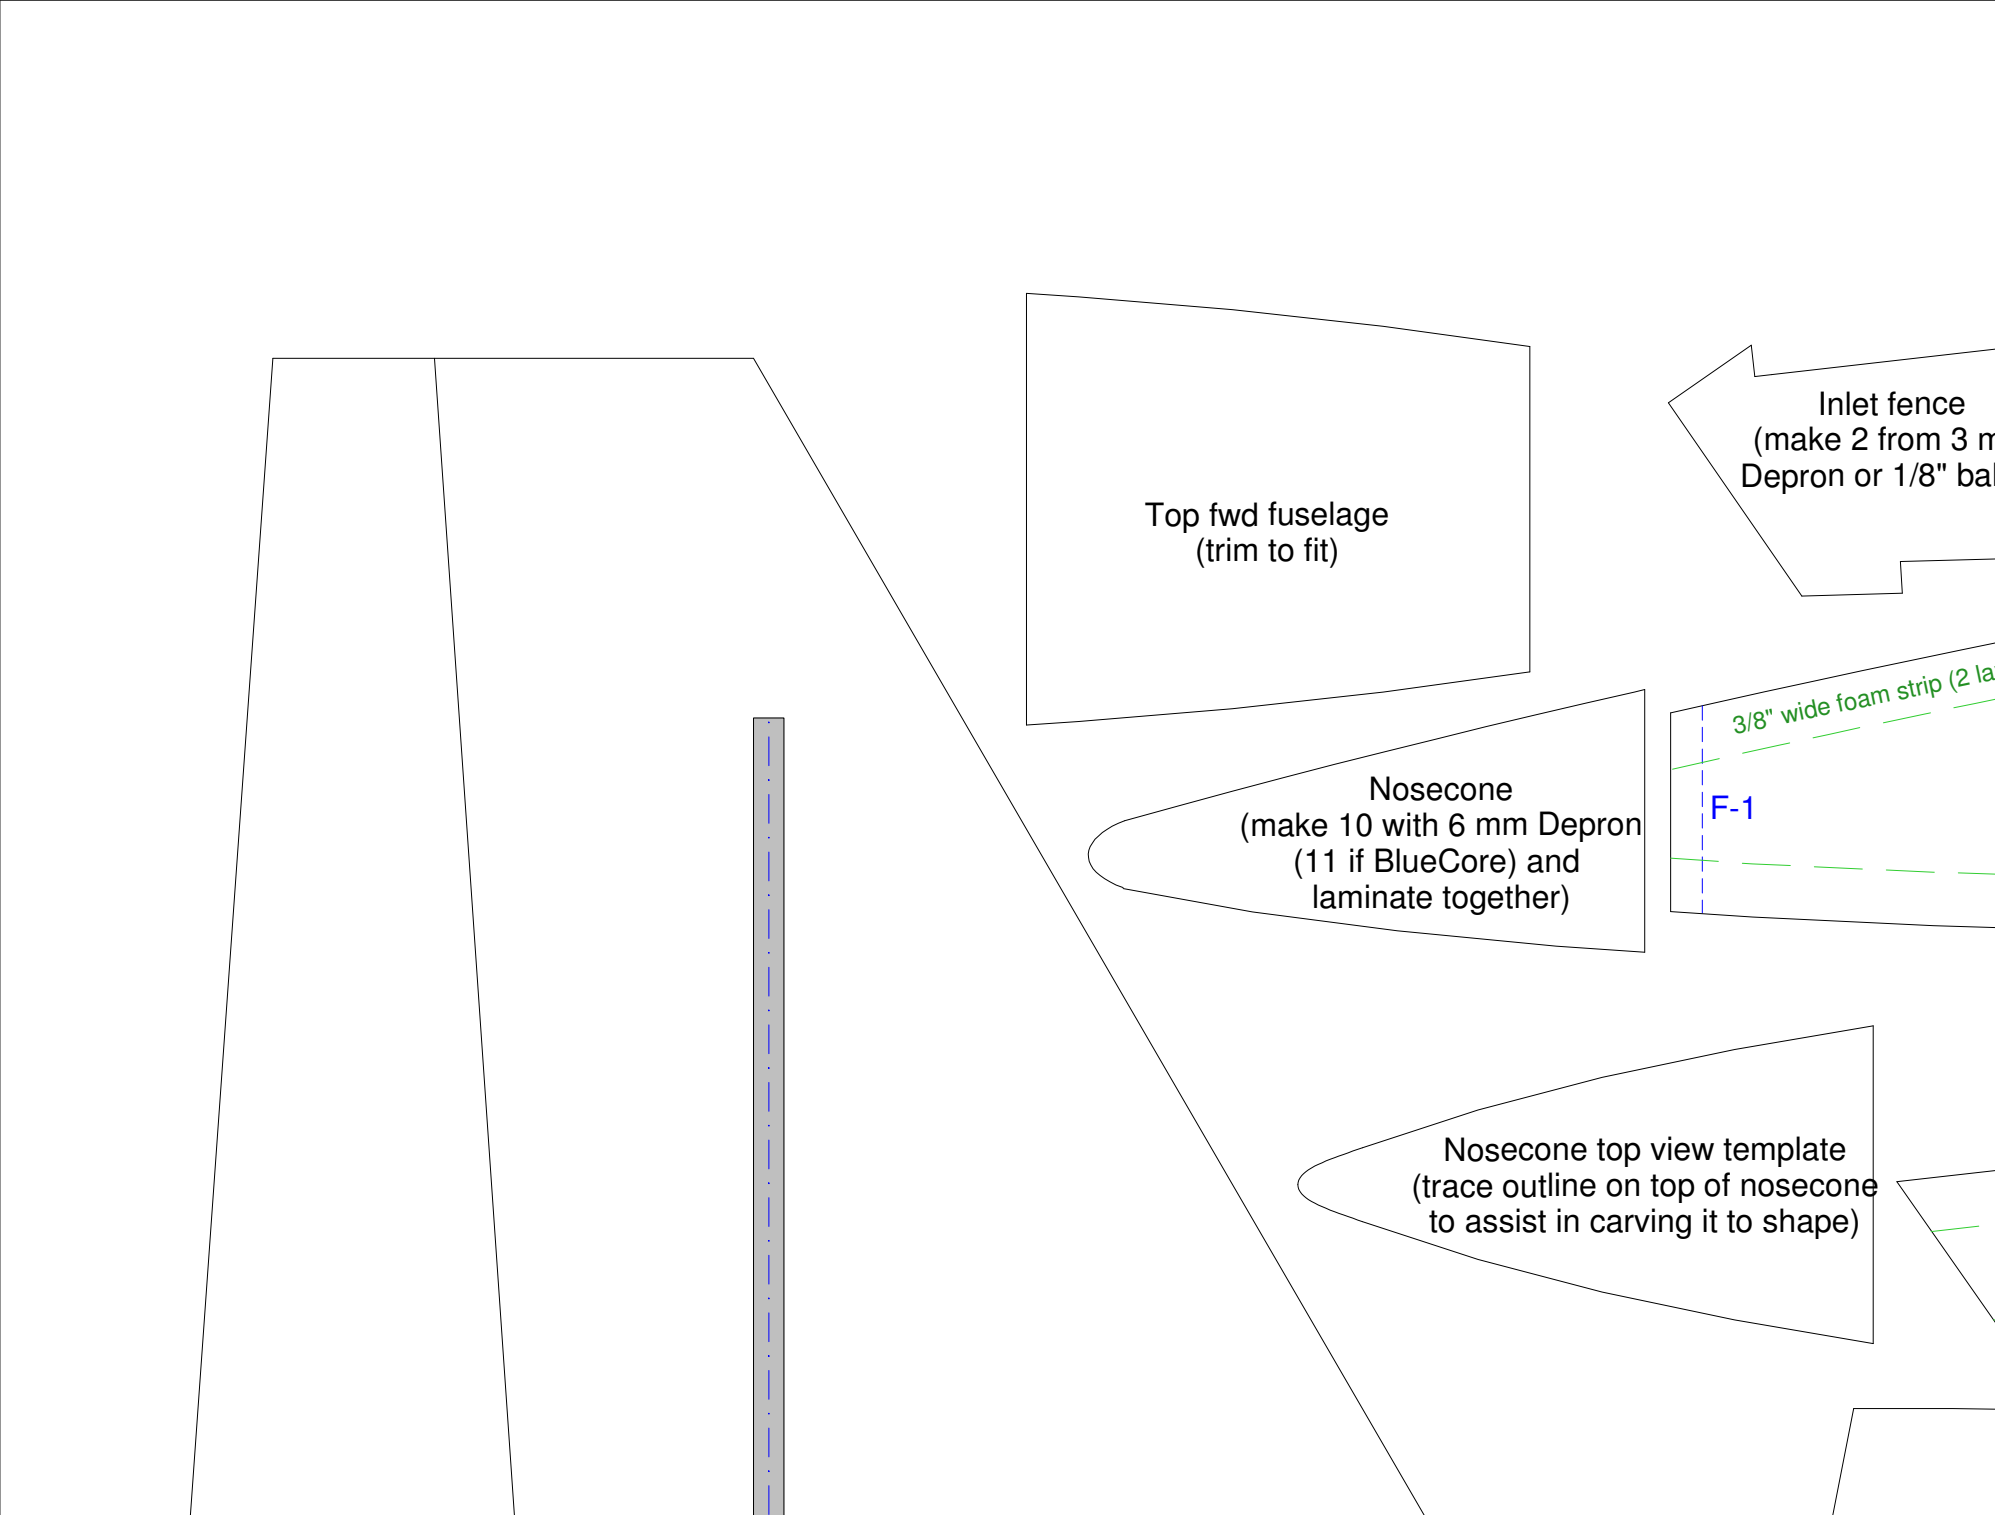 Inlet fence
(make 2 from 3
Depron or 1/8"
Top fwd fuselage
(trim to fit)
3/8" wide foam strip (2
Nosecone
(make 10 with 6 mm Depron
(11 if BlueCore) and
laminate together)
F-1
Nosecone top view template
(trace outline on top of nosecone
to assist in carving it to shape)